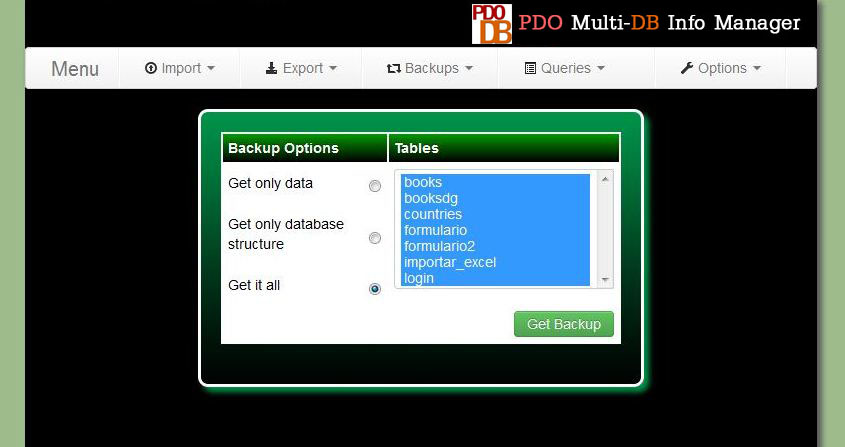 PDO
DB
PDO Multi-DB Info Manager
Menu Import Export Backups Queries Options
Backup Options Tables
Get only data
Get only database
structure
Get it all
books
booksdg
countries
formulario
formulario2
importar_excel
login
Get Backup